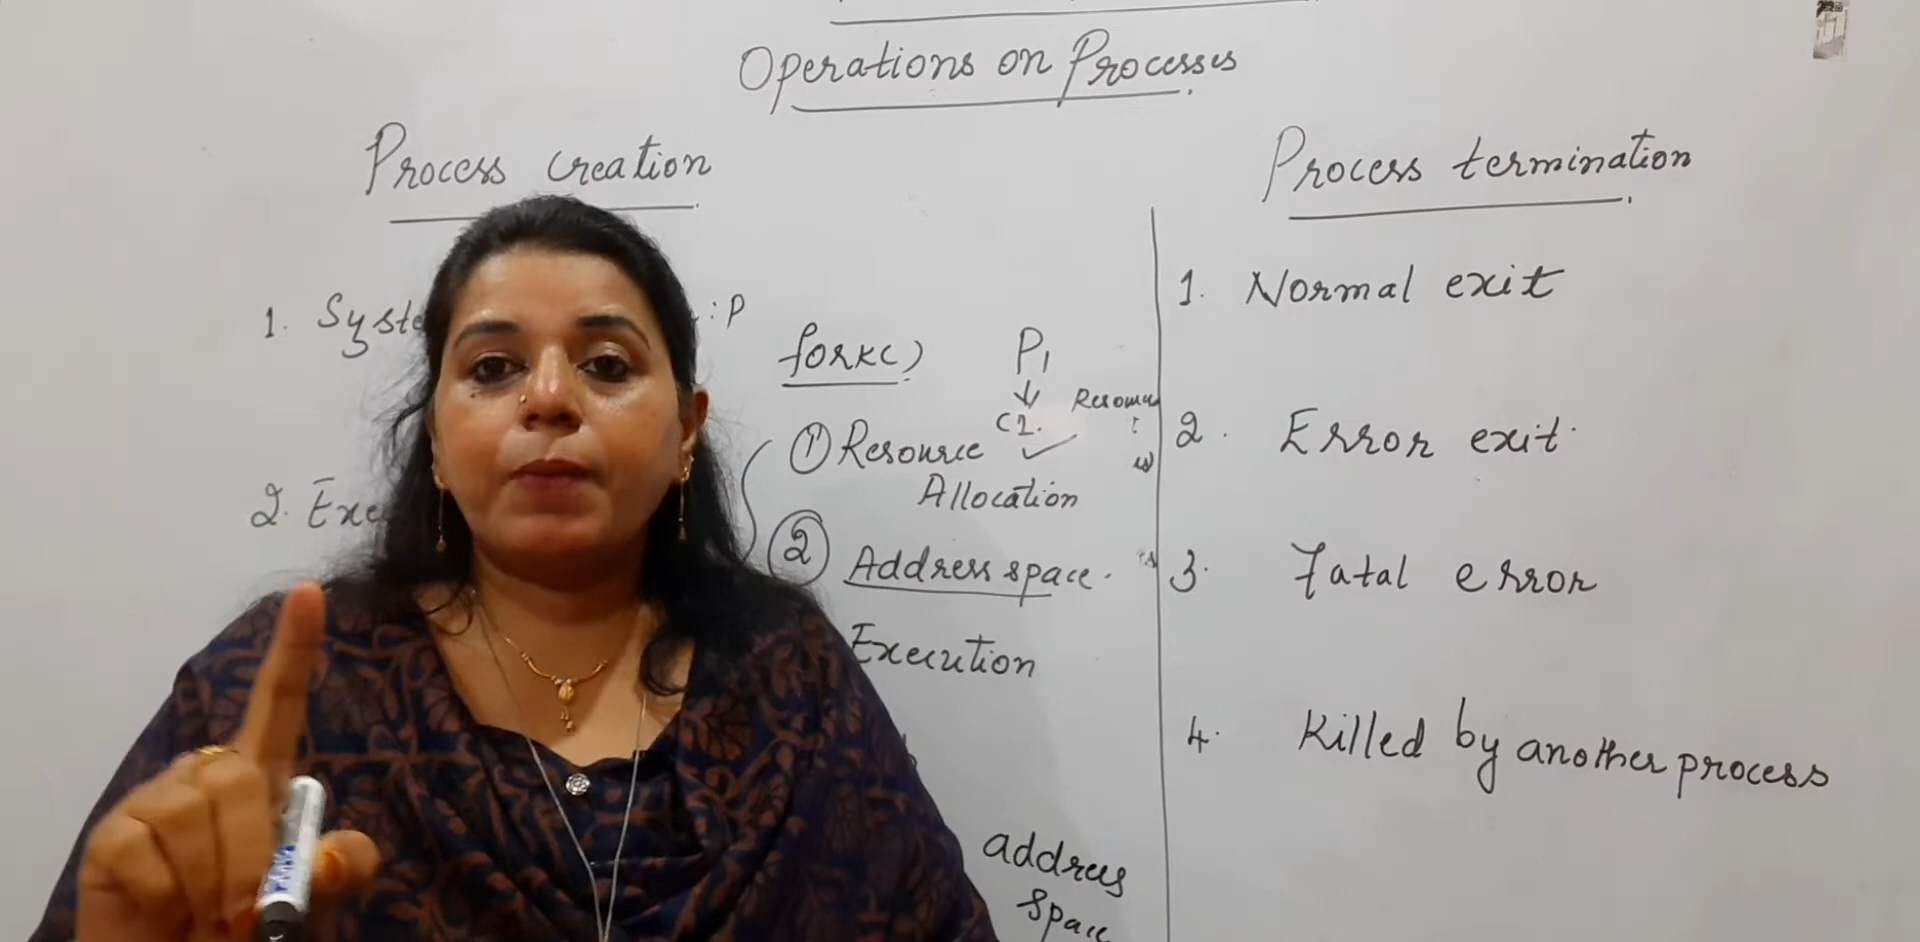 Operations on Processes
Process creation
1. Syste
: P
2. Exe
fork()
P1
C1.
① Resource
Allocation
② Address space.
Execution
address
space
Process termination
1. Normal exit
2. Error exit.
3. Fatal error
4. Killed by another process